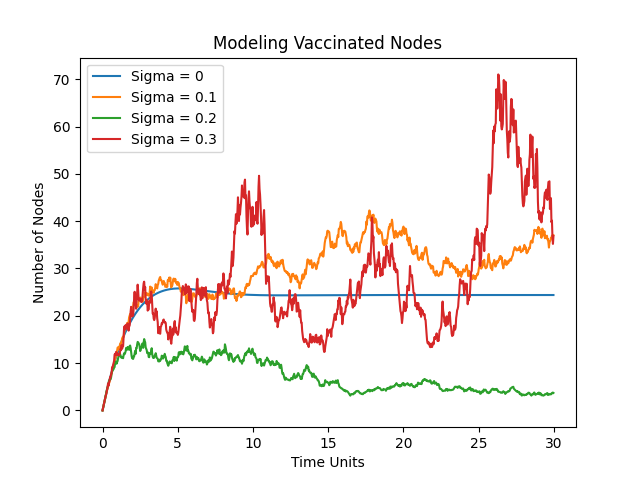 Modeling Vaccinated Nodes
Sigma = 0
Sigma = 0.1
Sigma = 0.2
Sigma = 0.3
Number of Nodes
70
60
50
40
30
20
10
0
0 5 10 15 20 25 30
Time Units